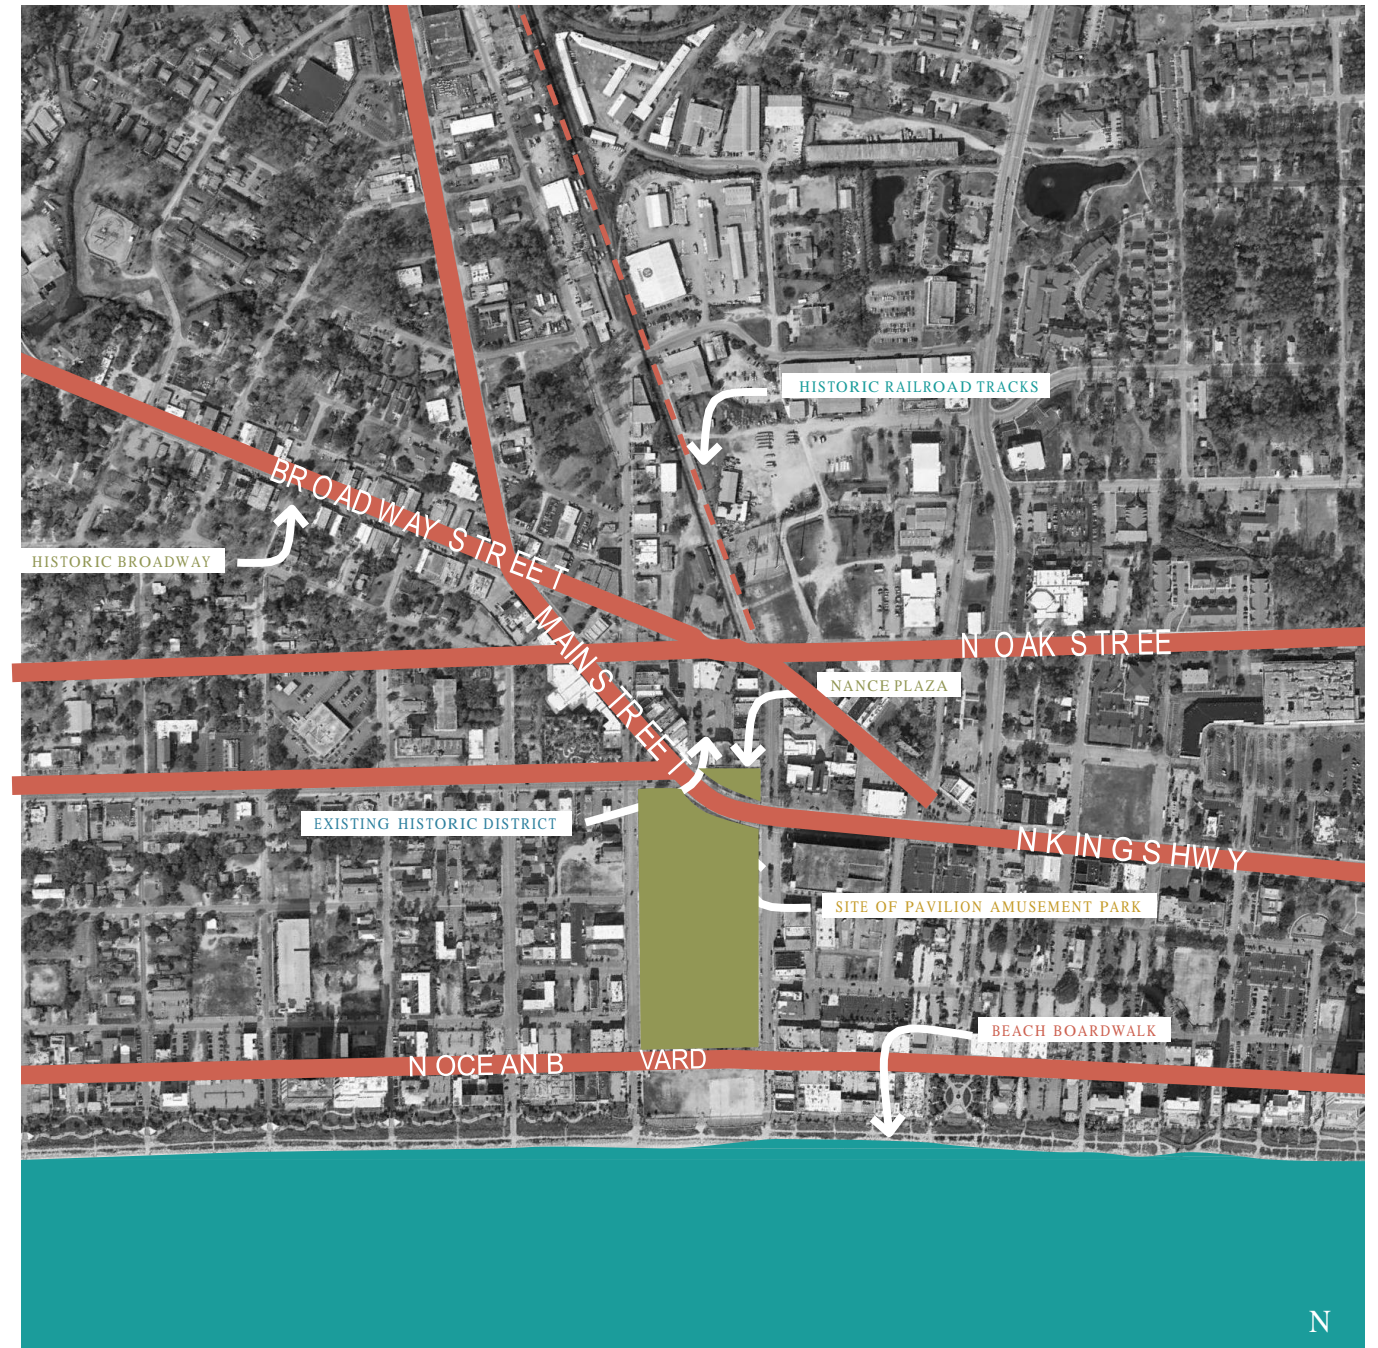 HISTORIC RAILROAD TRACKS
BROADWAY STREET
HISTORIC BROADWAY
MAIN STREET
N OAK STREE
NANCE PLAZA
EXISTING HISTORIC DISTRICT
N KINGS HWY
SITE OF PAVILION AMUSEMENT PARK
BEACH BOARDWALK
N OCEAN B VARD
N